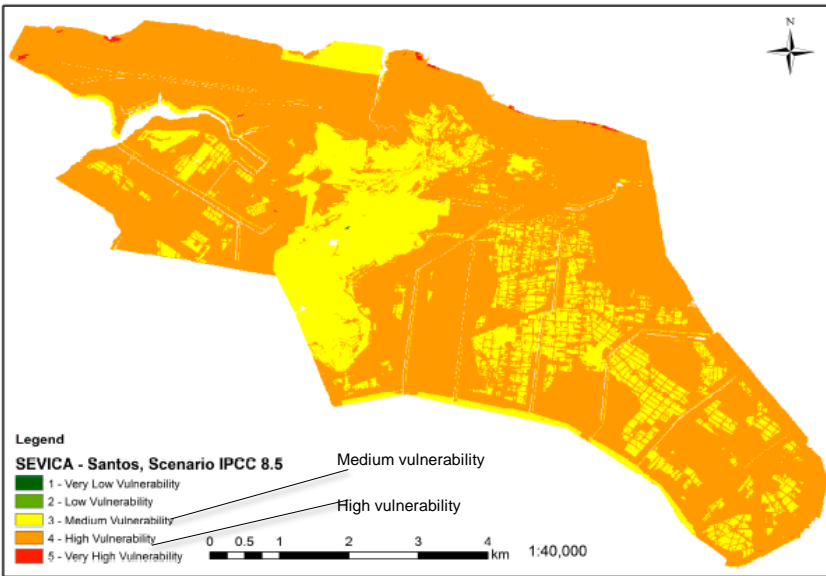 N
Legend
SEVICA - Santos, Scenario IPCC 8.5
1 - Very Low Vulnerability
2 - Low Vulnerability
3 - Medium Vulnerability
4 - High Vulnerability
5 - Very High Vulnerability
Medium vulnerability
High vulnerability
0 0.5 1 2 3 4
km
1:40,000